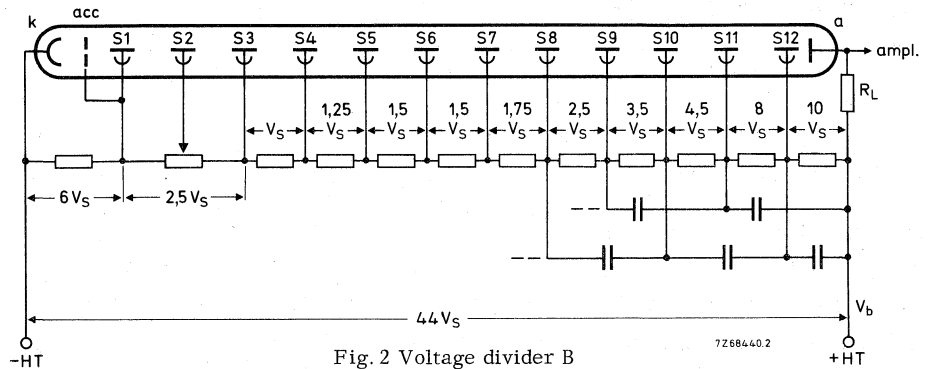 k acc S1 S2 S3 S4 S5 S6 S7 S8 S9 S10 S11 S12 a
ampl.
R_L
1,25 1,5 1,5 1,75 2,5 3,5 4,5 8 10
V_S V_S V_S V_S V_S V_S V_S V_S V_S V_S
6 V_S 2,5 V_S
44 V_S
V_b
7Z68440.2
-HT Fig. 2 Voltage divider B +HT